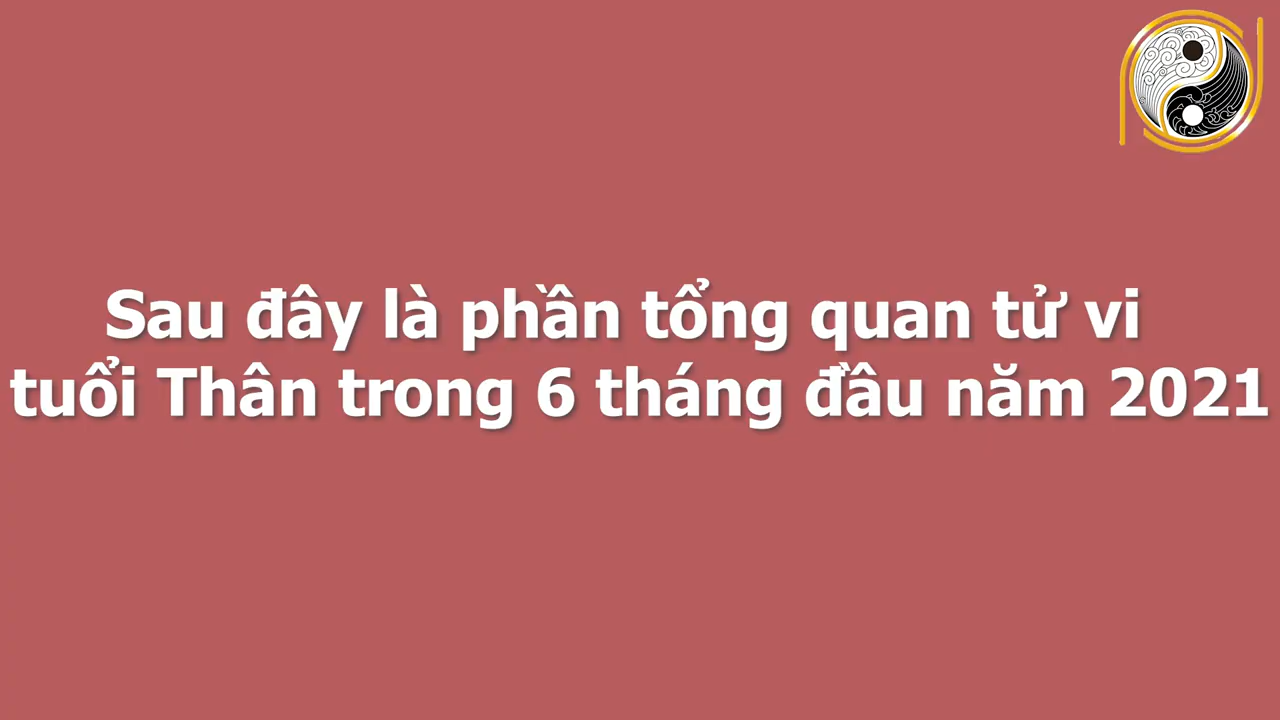 Sau đây là phần tổng quan tử vi
tuổi Thân trong 6 tháng đầu năm 2021